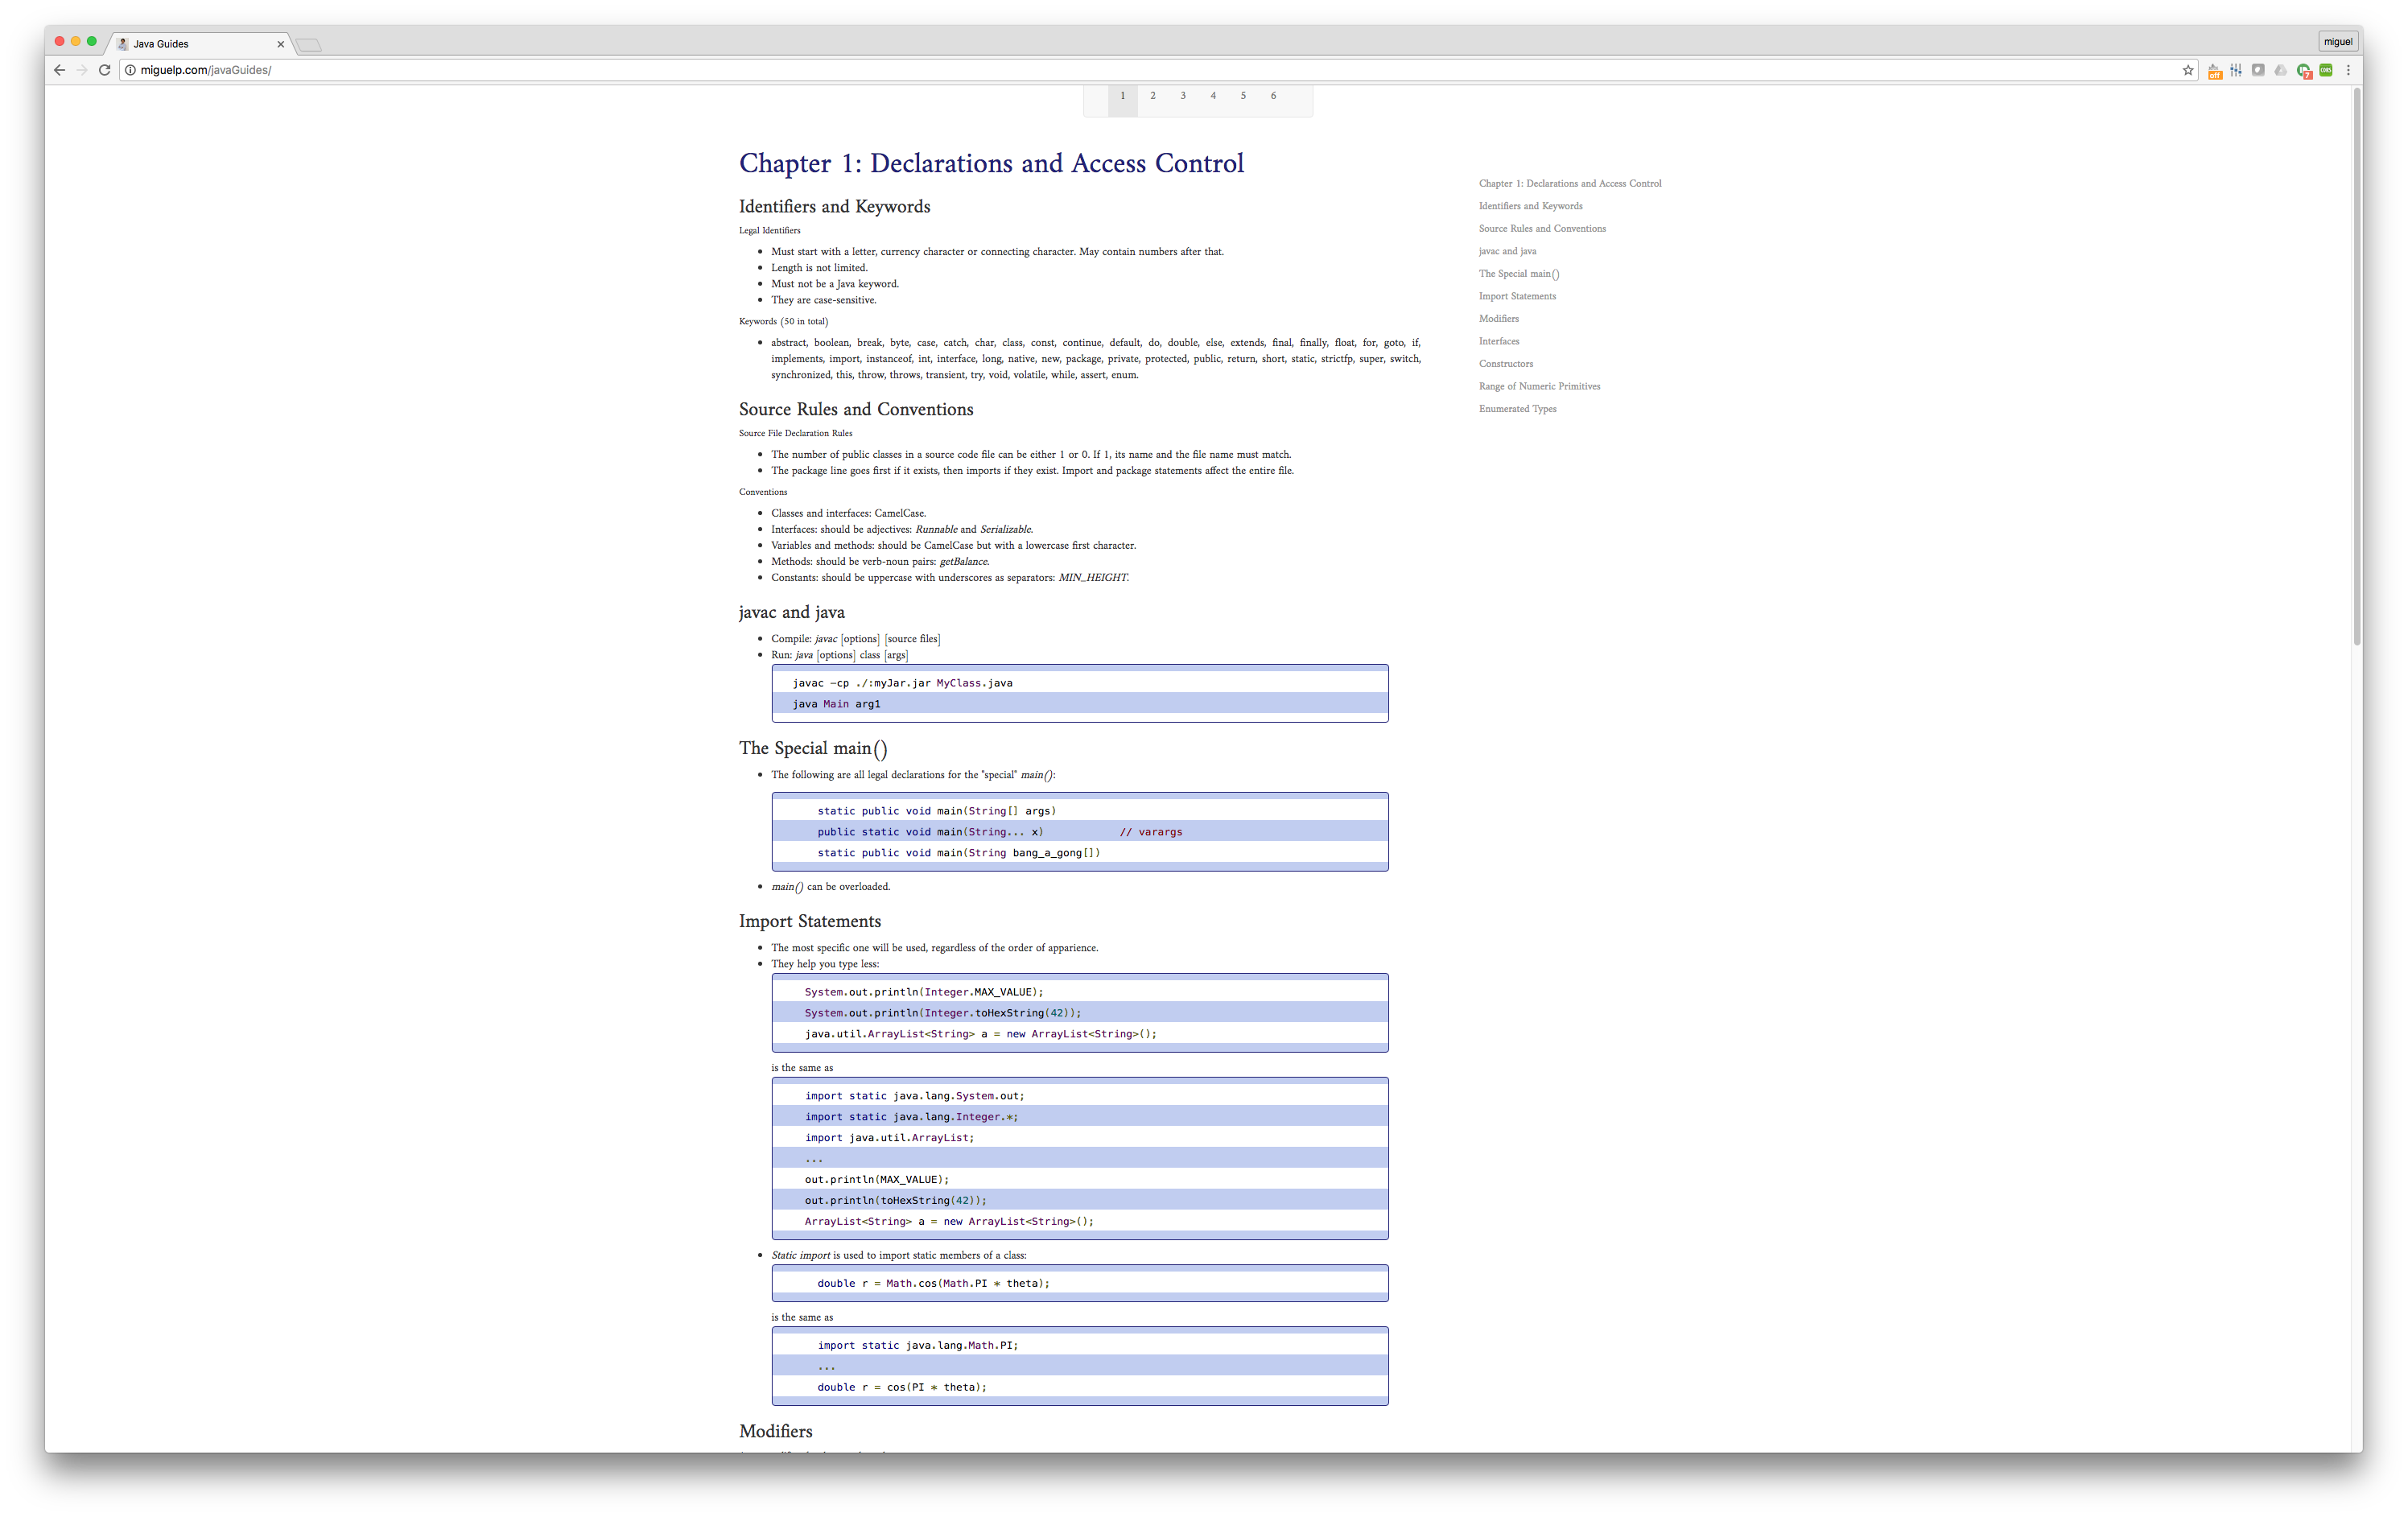 Java Guides
miguel
miguelp.com/javaGuides/
off
7
CORS
1 2 3 4 5 6
Chapter 1: Declarations and Access Control
Identifiers and Keywords
Legal Identifiers
• Must start with a letter, currency character or connecting character. May contain numbers after that.
• Length is not limited.
• Must not be a Java keyword.
• They are case-sensitive.
Keywords (50 in total)
• abstract, boolean, break, byte, case, catch, char, class, const, continue, default, do, double, else, extends, final, finally, float, for, goto, if,
implements, import, instanceof, int, interface, long, native, new, package, private, protected, public, return, short, static, strictfp, super, switch,
synchronized, this, throw, throws, transient, try, void, volatile, while, assert, enum.
Source Rules and Conventions
Source File Declaration Rules
• The number of public classes in a source code file can be either 1 or 0. If 1, its name and the file name must match.
• The package line goes first if it exists, then imports if they exist. Import and package statements affect the entire file.
Conventions
• Classes and interfaces: CamelCase.
• Interfaces: should be adjectives: Runnable and Serializable.
• Variables and methods: should be CamelCase but with a lowercase first character.
• Methods: should be verb-noun pairs: getBalance.
• Constants: should be uppercase with underscores as separators: MIN_HEIGHT.
javac and java
• Compile: javac [options] [source files]
• Run: java [options] class [args]
javac –cp ./:myJar.jar MyClass.java
java Main arg1
The Special main()
• The following are all legal declarations for the "special" main():
static public void main(String[] args)
public static void main(String... x) // varargs
static public void main(String bang_a_gong[])
• main() can be overloaded.
Import Statements
• The most specific one will be used, regardless of the order of apparience.
• They help you type less:
System.out.println(Integer.MAX_VALUE);
System.out.println(Integer.toHexString(42));
java.util.ArrayList<String> a = new ArrayList<String>();
is the same as
import static java.lang.System.out;
import static java.lang.Integer.*;
import java.util.ArrayList;
...
out.println(MAX_VALUE);
out.println(toHexString(42));
ArrayList<String> a = new ArrayList<String>();
• Static import is used to import static members of a class:
double r = Math.cos(Math.PI * theta);
is the same as
import static java.lang.Math.PI;
...
double r = cos(PI * theta);
Modifiers
Chapter 1: Declarations and Access Control
Identifiers and Keywords
Source Rules and Conventions
javac and java
The Special main()
Import Statements
Modifiers
Interfaces
Constructors
Range of Numeric Primitives
Enumerated Types